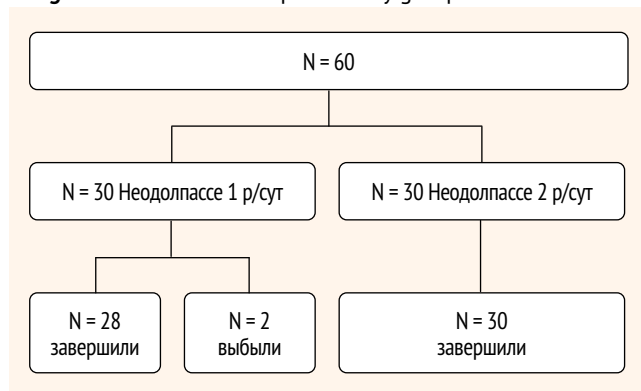 N = 60
N = 30 Неодолпассе 1 р/сут
N = 30 Неодолпассе 2 р/сут
N = 28
завершили
N = 2
выбыли
N = 30
завершили